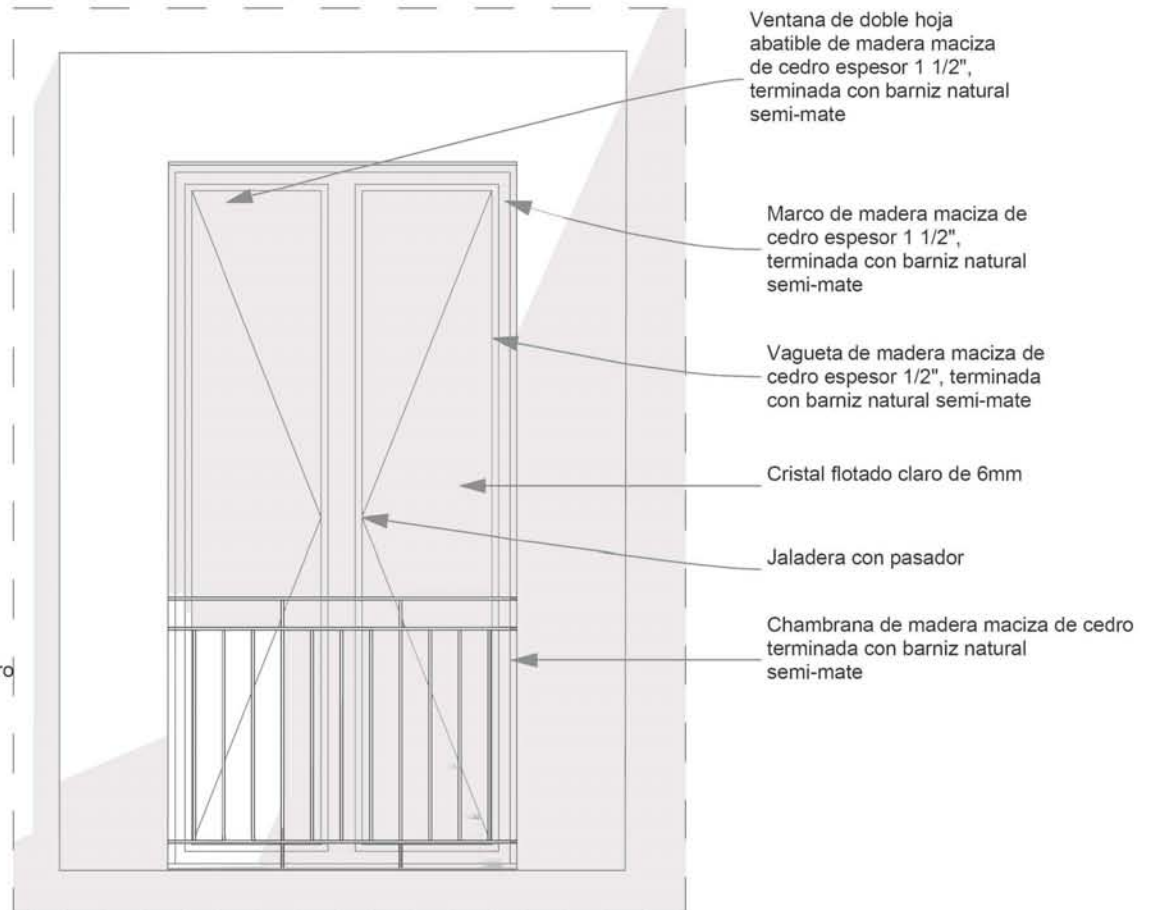 Ventana de doble hoja
abatible de madera maciza
de cedro espesor 1 1/2",
terminada con barniz natural
semi-mate
Marco de madera maciza de
cedro espesor 1 1/2",
terminada con barniz natural
semi-mate
Vagueta de madera maciza de
cedro espesor 1/2", terminada
con barniz natural semi-mate
Cristal flotado claro de 6mm
Jaladera con pasador
Chambrana de madera maciza de cedro
terminada con barniz natural
semi-mate